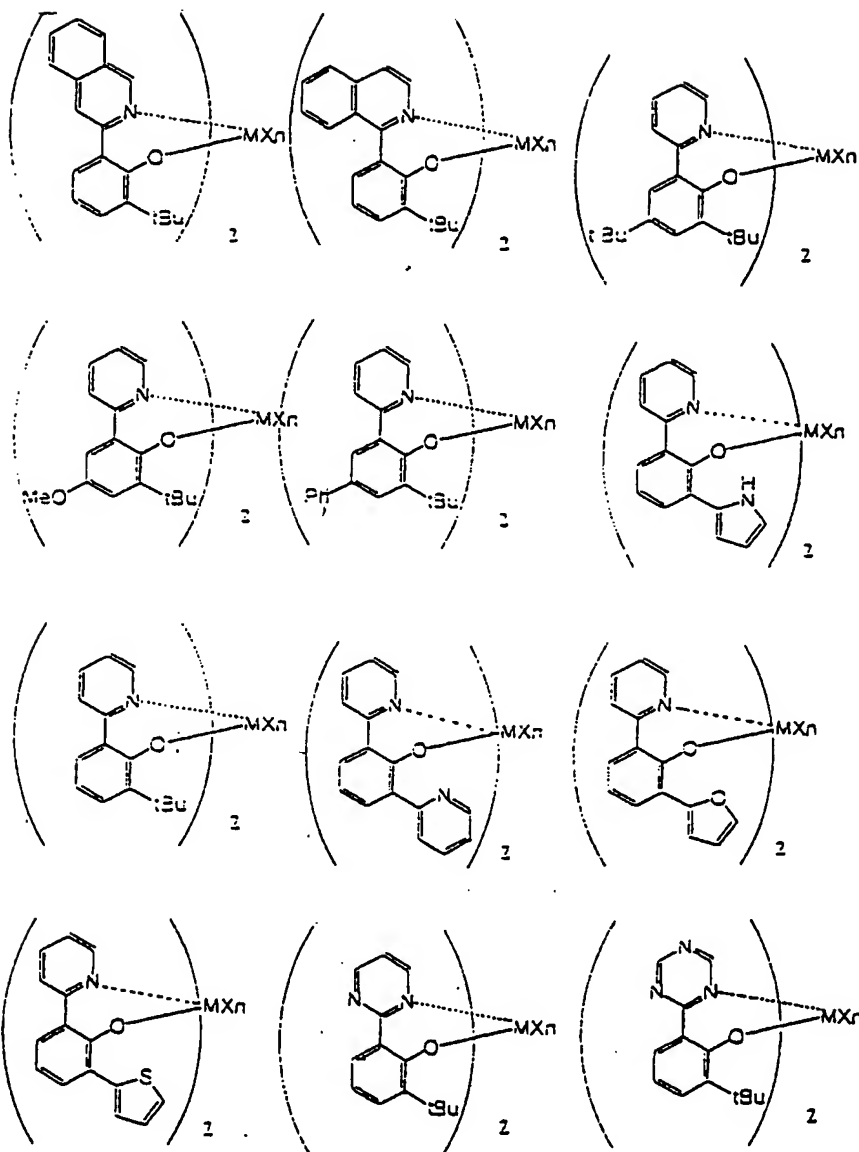 N N N
MXn MXn MXn
O O O
tBu tBu tBu tBu
2 2 2
N N N
MXn MXn MXn
O O O
H
N
MeO tBu Ph tBu
2 2 2
N N N
MXn MXn MXn
O O O
tBu N O
2 2 2
N
N N N N N
MXn MXn MXn
O O O
S tBu tBu
2 2 2